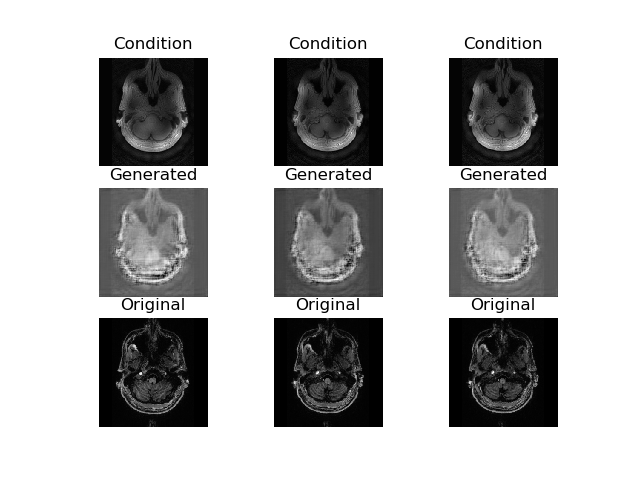 Condition Condition Condition
Generated Generated Generated
Original Original Original